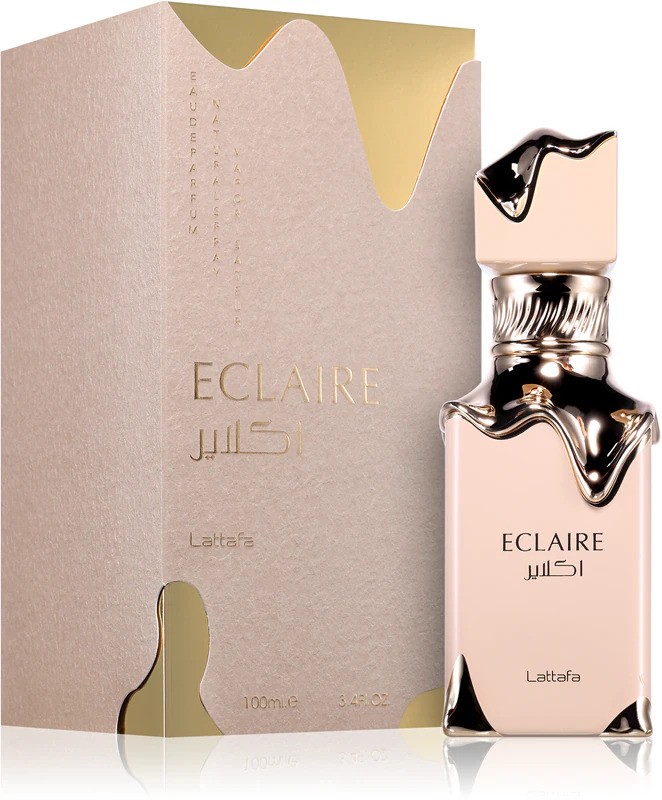 EAU DE PARFUM
NATURAL SPRAY
VAPORISATEUR
ECLAIRE
اكلاير
Lattafa
100ml.e 3.4Fl.OZ.
ECLAIRE
اكلاير
Lattafa